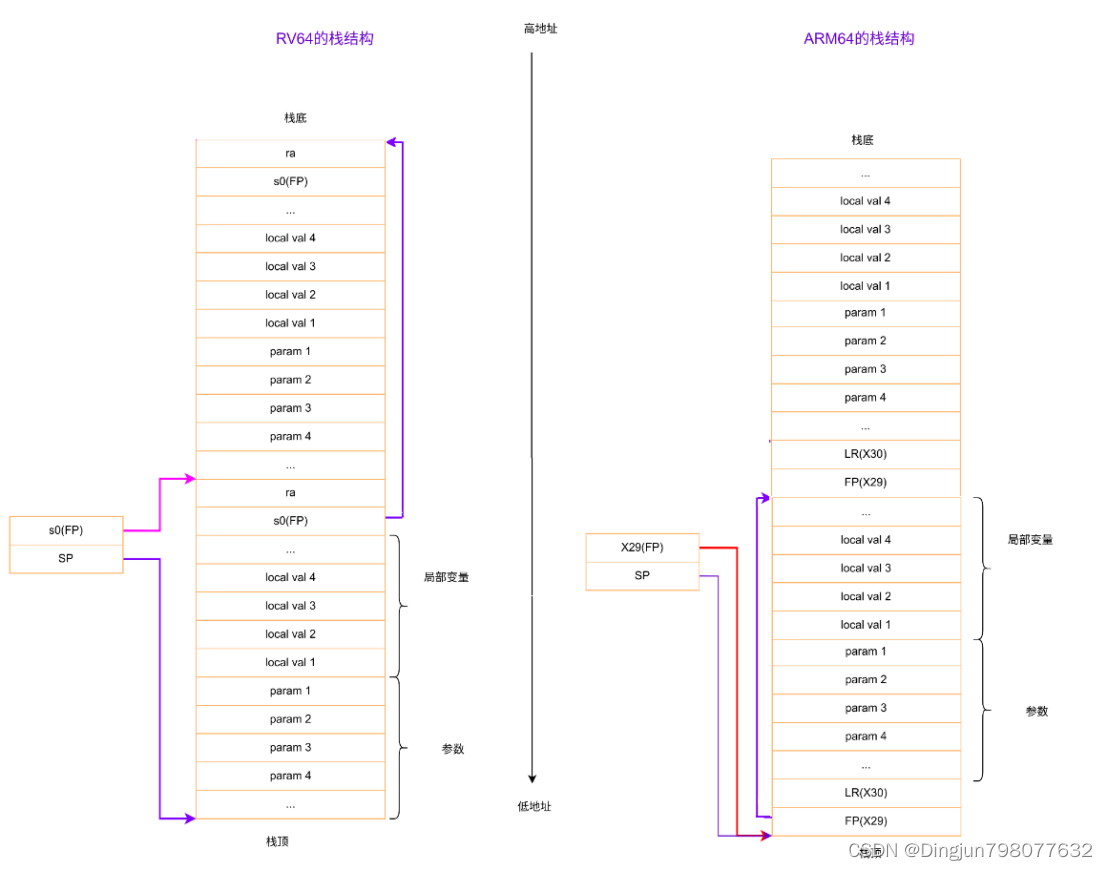 高地址
RV64的栈结构
ARM64的栈结构
栈底
ra
s0(FP)
...
local val 4
local val 3
local val 2
local val 1
param 1
param 2
param 3
param 4
...
ra
s0(FP)
...
local val 4
local val 3
local val 2
local val 1
param 1
param 2
param 3
param 4
...
栈顶
s0(FP)
SP
局部变量
参数
低地址
栈底
...
local val 4
local val 3
local val 2
local val 1
param 1
param 2
param 3
param 4
...
LR(X30)
FP(X29)
...
local val 4
local val 3
local val 2
local val 1
param 1
param 2
param 3
param 4
...
LR(X30)
FP(X29)
栈顶
X29(FP)
SP
局部变量
参数
CSDN @Dingjun798077632